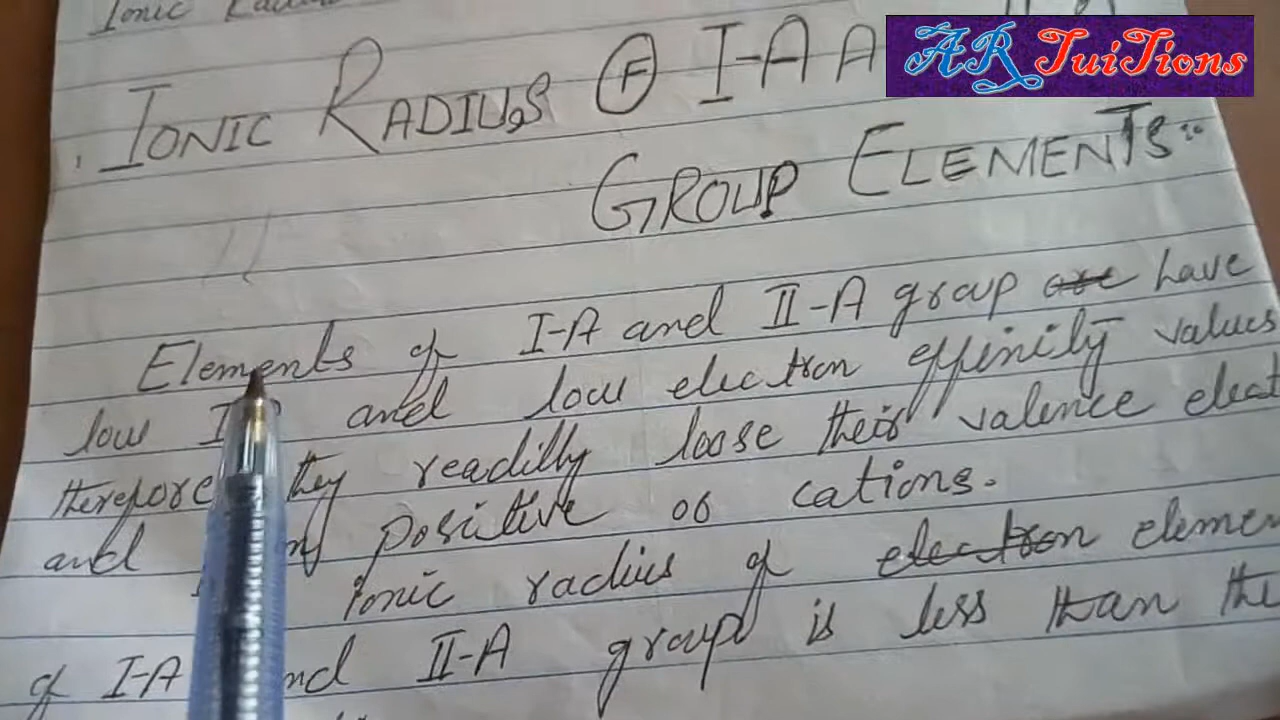 Ionic
AR TuiTions
IONIC RADIUS OF I-A A
GROUP ELEMENTS:-
Elements of I-A and II-A group are have
low and low electron effinity values
therefore they readilly loose their valence elect
and positive or cations.
Ionic radius of electron elemen
of I-A nd II-A group is less than the